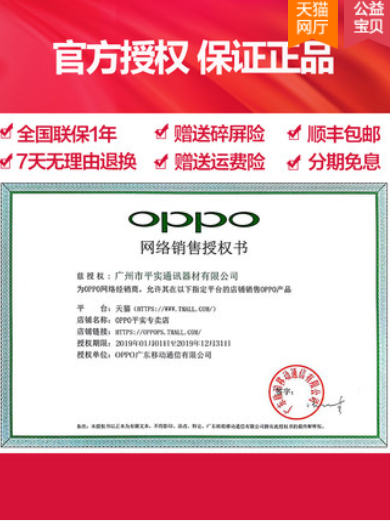 天猫
网厅
公益
宝贝
官方授权 保证正品
全国联保1年
赠送碎屏险
顺丰包邮
7天无理由退换
赠送运费险
分期免息
oppo
网络销售授权书
兹授权：广州市平实通讯器材有限公司
为OPPO网络经销商，允许其在以下指定平台的店铺销售OPPO产品
平 台：天猫(HTTPS://WWW.TMALL.COM/)
店铺名称：OPPO平实专卖店
店铺链接：HTTPS://OPPOPS.TMALL.COM/
授权期限：2019年01月01日至2019年12月31日
授权单位：OPPO广东移动通信有限公司
签字：